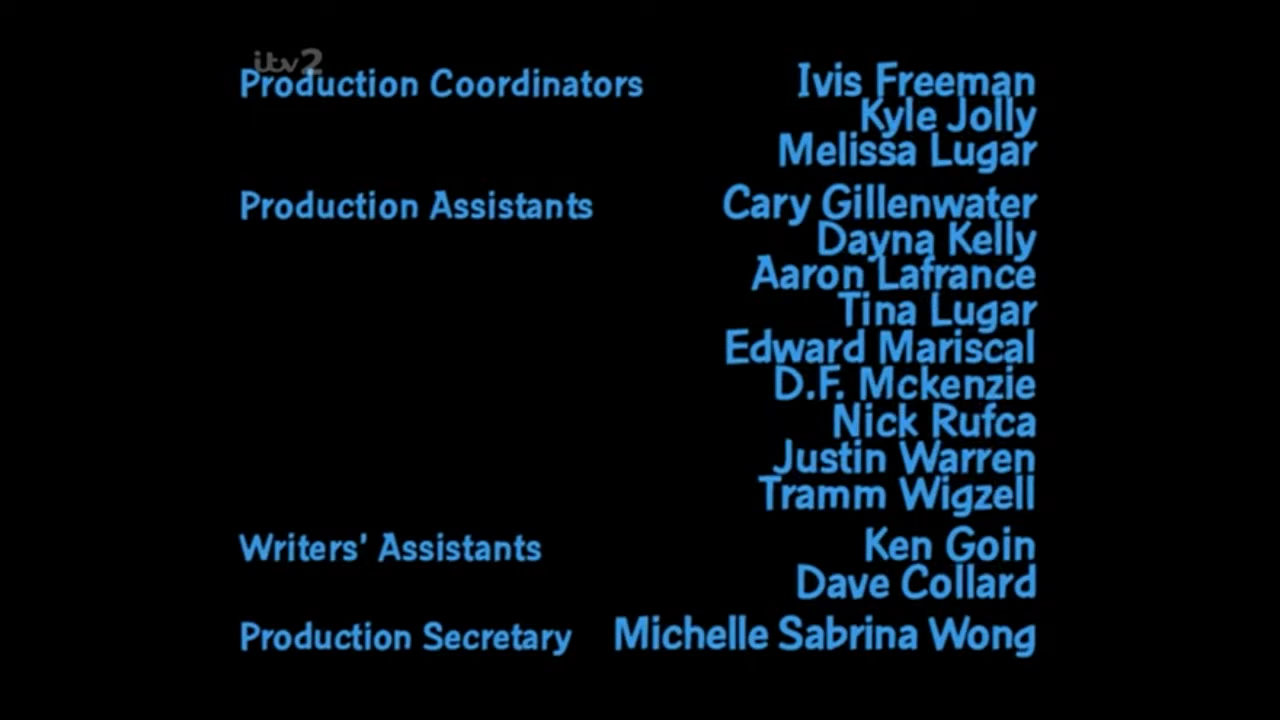 itv2
Production Coordinators Ivis Freeman
Kyle Jolly
Melissa Lugar
Production Assistants Cary Gillenwater
Dayna Kelly
Aaron Lafrance
Tina Lugar
Edward Mariscal
D.F. Mckenzie
Nick Rufca
Justin Warren
Tramm Wigzell
Writers' Assistants Ken Goin
Dave Collard
Production Secretary Michelle Sabrina Wong